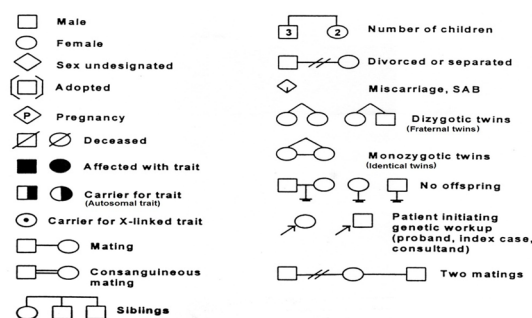 Male
Female
Sex undesignated
Adopted
P
Pregnancy
Deceased
Affected with trait
Carrier for trait
(Autosomal trait)
Carrier for X-linked trait
Mating
Consanguineous
mating
Siblings
3 2
Number of children
Divorced or separated
Miscarriage, SAB
Dizygotic twins
(Fraternal twins)
Monozygotic twins
(Identical twins)
No offspring
Patient initiating
genetic workup
(proband, index case,
consultand)
Two matings